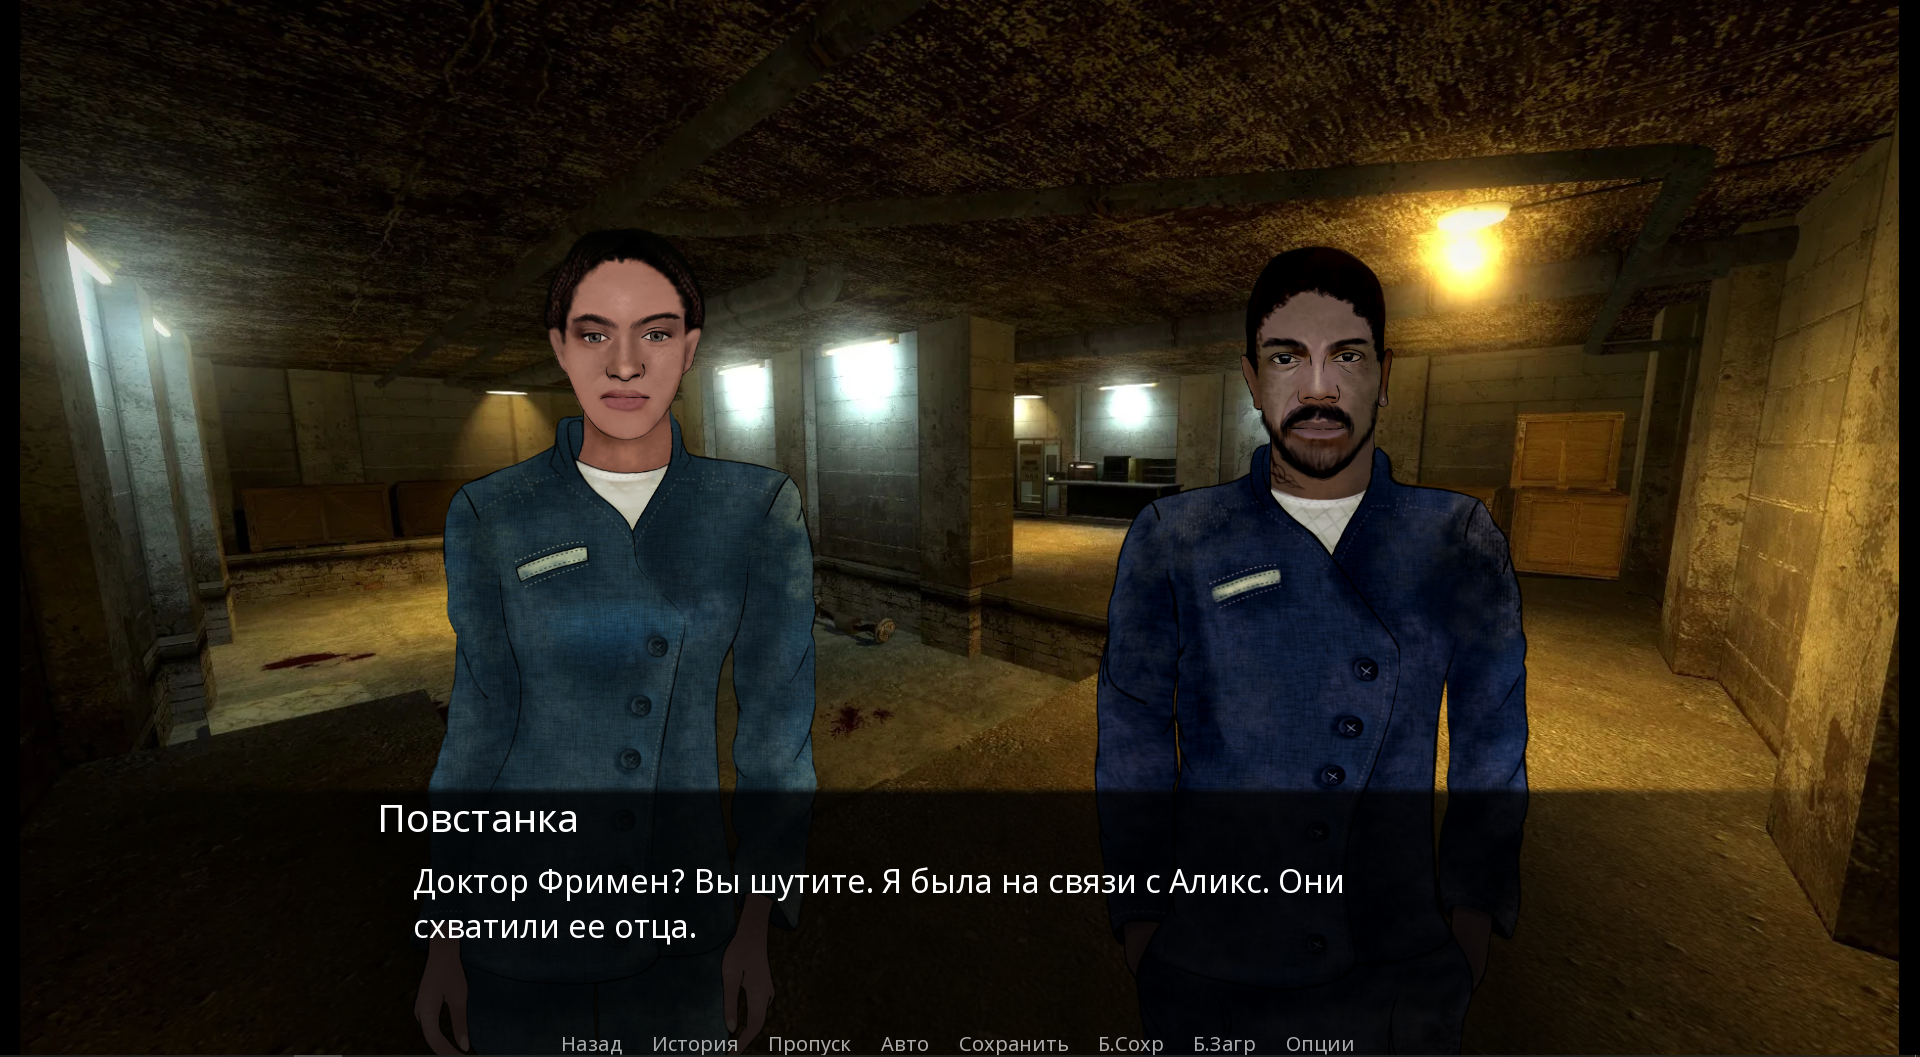 Повстанка
Доктор Фримен? Вы шутите. Я была на связи с Аликс. Они
схватили ее отца.
Назад История Пропуск Авто Сохранить Б.Сохр Б.Загр Опции